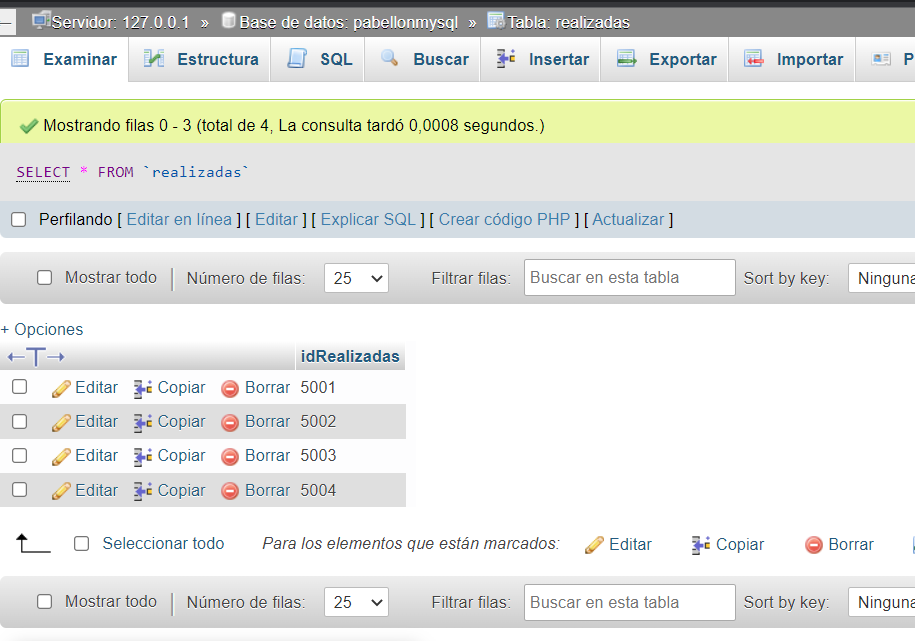 Servidor: 127.0.0.1 » Base de datos: pabellonmysql » Tabla: realizadas
Examinar Estructura SQL Buscar Insertar Exportar Importar P
Mostrando filas 0 - 3 (total de 4, La consulta tardó 0,0008 segundos.)
SELECT * FROM `realizadas`
Perfilando [ Editar en línea ] [ Editar ] [ Explicar SQL ] [ Crear código PHP ] [ Actualizar ]
Mostrar todo | Número de filas: 25 Filtrar filas: Buscar en esta tabla Sort by key: Ninguna
+ Opciones
←T→ idRealizadas
Editar Copiar Borrar 5001
Editar Copiar Borrar 5002
Editar Copiar Borrar 5003
Editar Copiar Borrar 5004
Seleccionar todo Para los elementos que están marcados: Editar Copiar Borrar
Mostrar todo | Número de filas: 25 Filtrar filas: Buscar en esta tabla Sort by key: Ninguna